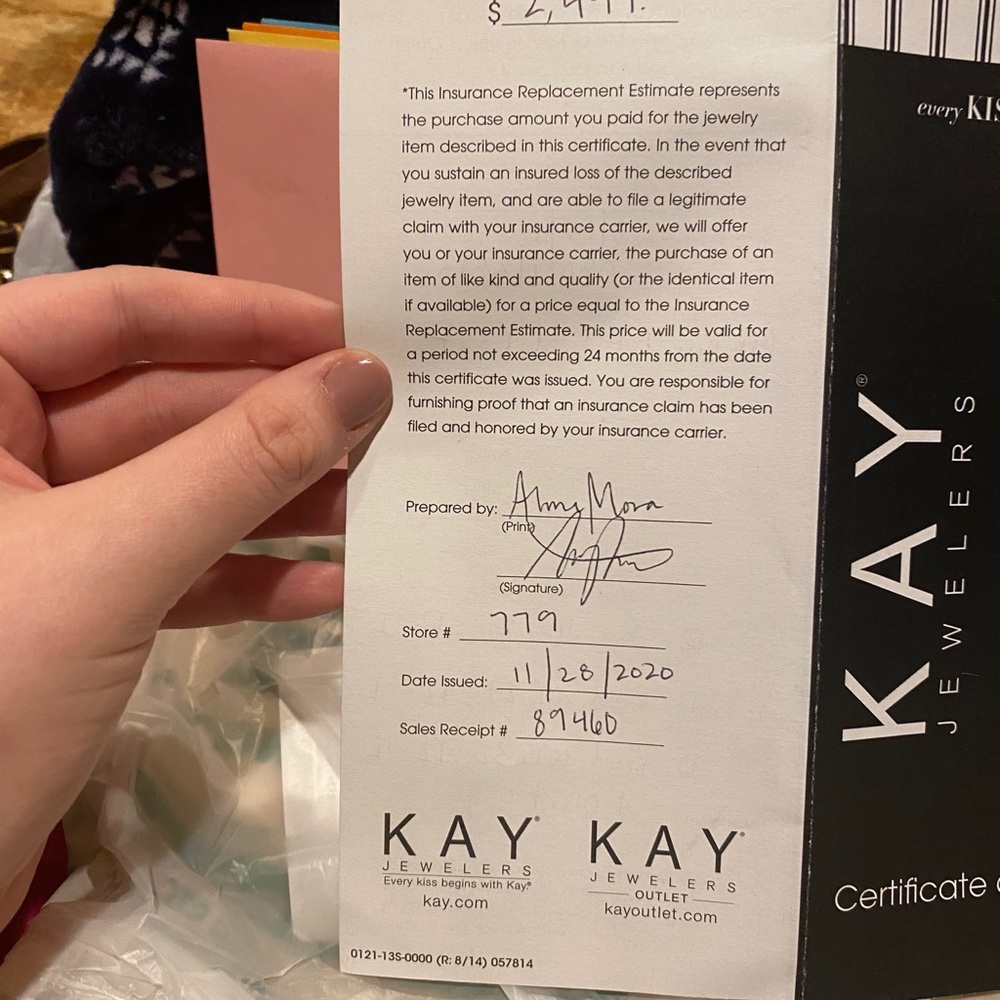 $ 2,499.
*This Insurance Replacement Estimate represents
the purchase amount you paid for the jewelry
item described in this certificate. In the event that
you sustain an insured loss of the described
jewelry item, and are able to file a legitimate
claim with your insurance carrier, we will offer
you or your insurance carrier, the purchase of an
item of like kind and quality (or the identical item
if available) for a price equal to the Insurance
Replacement Estimate. This price will be valid for
a period not exceeding 24 months from the date
this certificate was issued. You are responsible for
furnishing proof that an insurance claim has been
filed and honored by your insurance carrier.
Prepared by: Mora
(Print)
(Signature)
Store # 779
Date Issued: 11/28/2020
Sales Receipt # 89460
KAY®
JEWELERS
Every kiss begins with Kay.®
kay.com
KAY®
JEWELERS
OUTLET
kayoutlet.com
0121-13S-0000 (R: 8/14) 057814
every KIS
KAY®
JEWELERS
Certificate